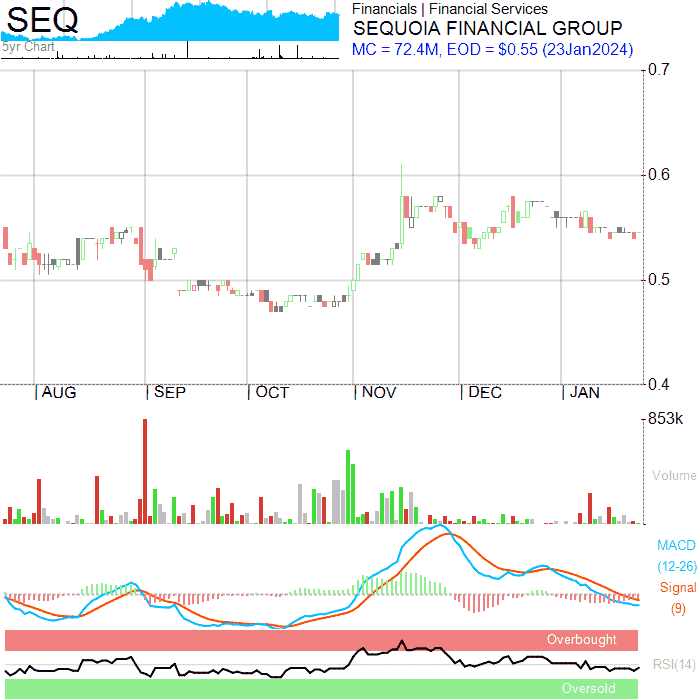 SEQ
5yr Chart
Financials | Financial Services
SEQUOIA FINANCIAL GROUP
MC = 72.4M, EOD = $0.55 (23Jan2024)
0.7
0.6
0.5
0.4
AUG SEP OCT NOV DEC JAN
853k
Volume
MACD
(12-26)
Signal
(9)
Overbought
RSI(14)
Oversold